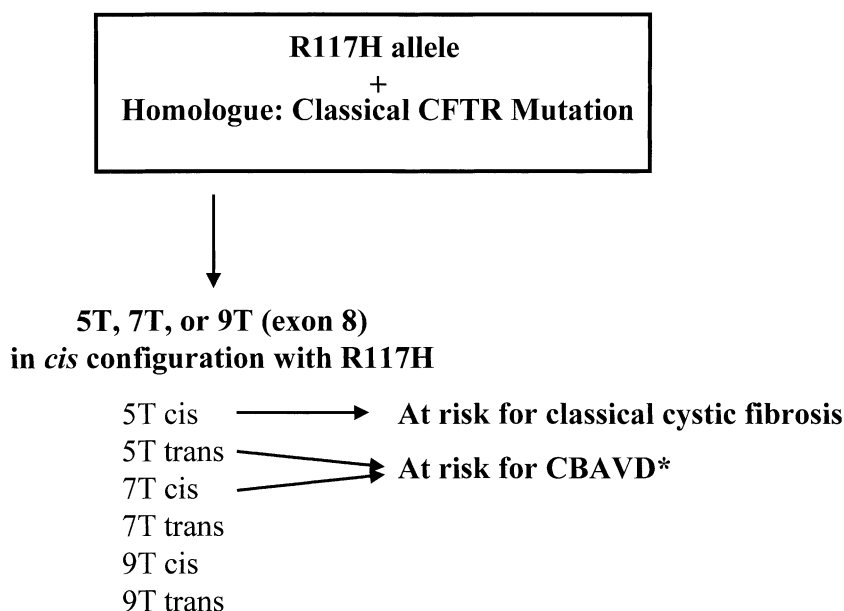 R117H allele
+
Homologue: Classical CFTR Mutation
5T, 7T, or 9T (exon 8)
in cis configuration with R117H
5T cis
At risk for classical cystic fibrosis
5T trans
At risk for CBAVD*
7T cis
7T trans
9T cis
9T trans